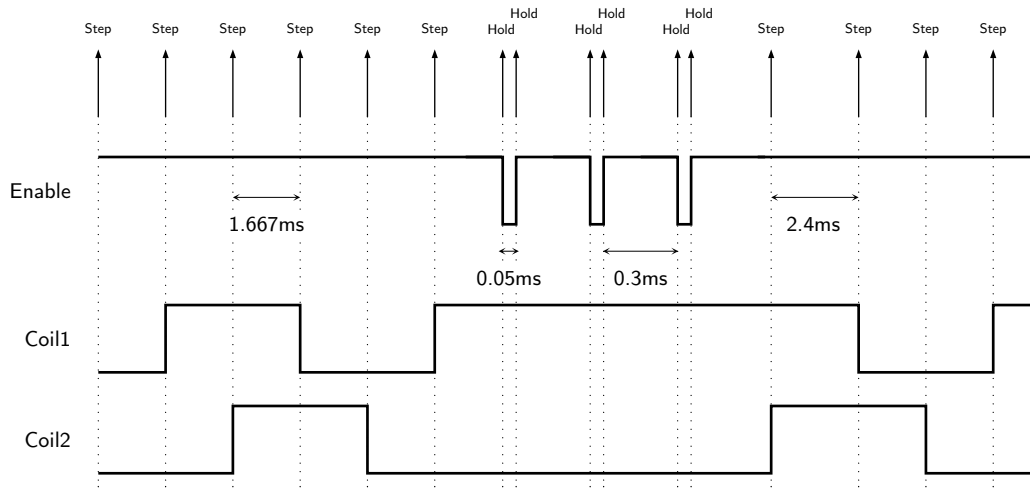 Hold Hold Hold
Step Step Step Step Step Step Hold Hold Hold Step Step Step
Enable
1.667ms 2.4ms
0.05ms 0.3ms
Coil1
Coil2